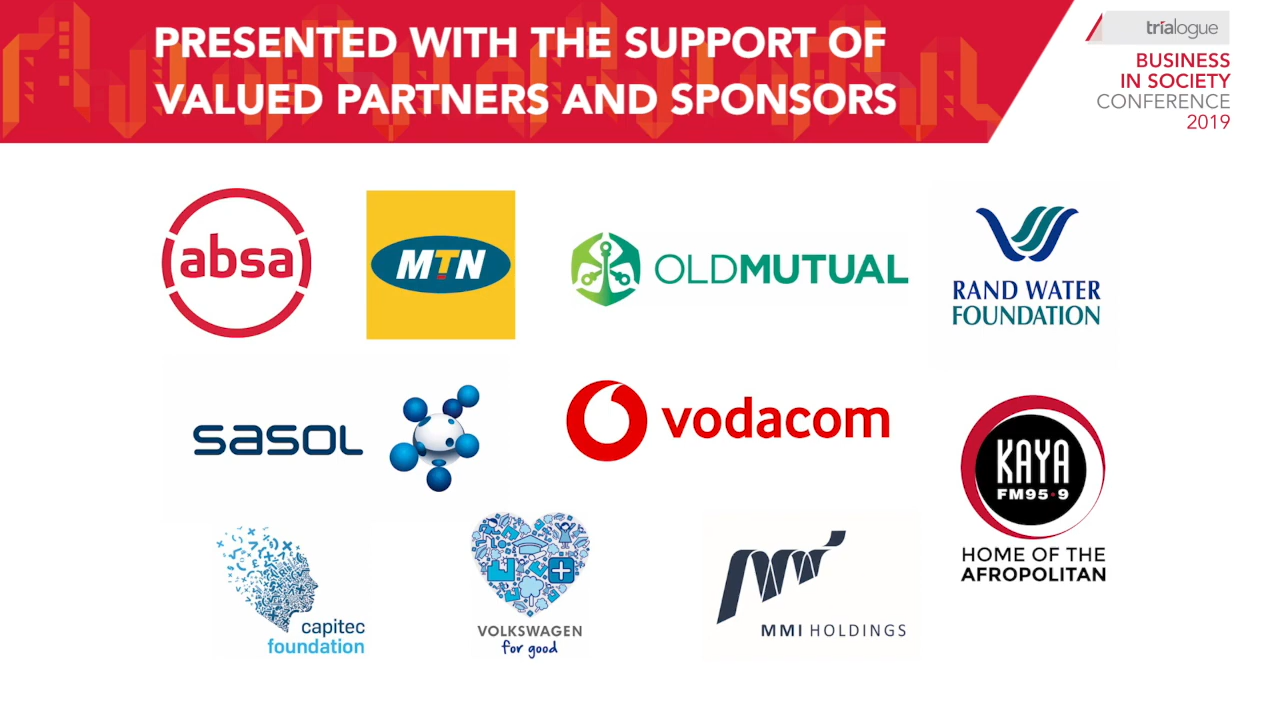 PRESENTED WITH THE SUPPORT OF
VALUED PARTNERS AND SPONSORS
trialogue
BUSINESS
IN SOCIETY
CONFERENCE
2019
absa
MTN
OLDMUTUAL
RAND WATER
FOUNDATION
sasol
vodacom
KAYA
FM95·9
HOME OF THE
AFROPOLITAN
capitec
foundation
VOLKSWAGEN
for good
MMI HOLDINGS